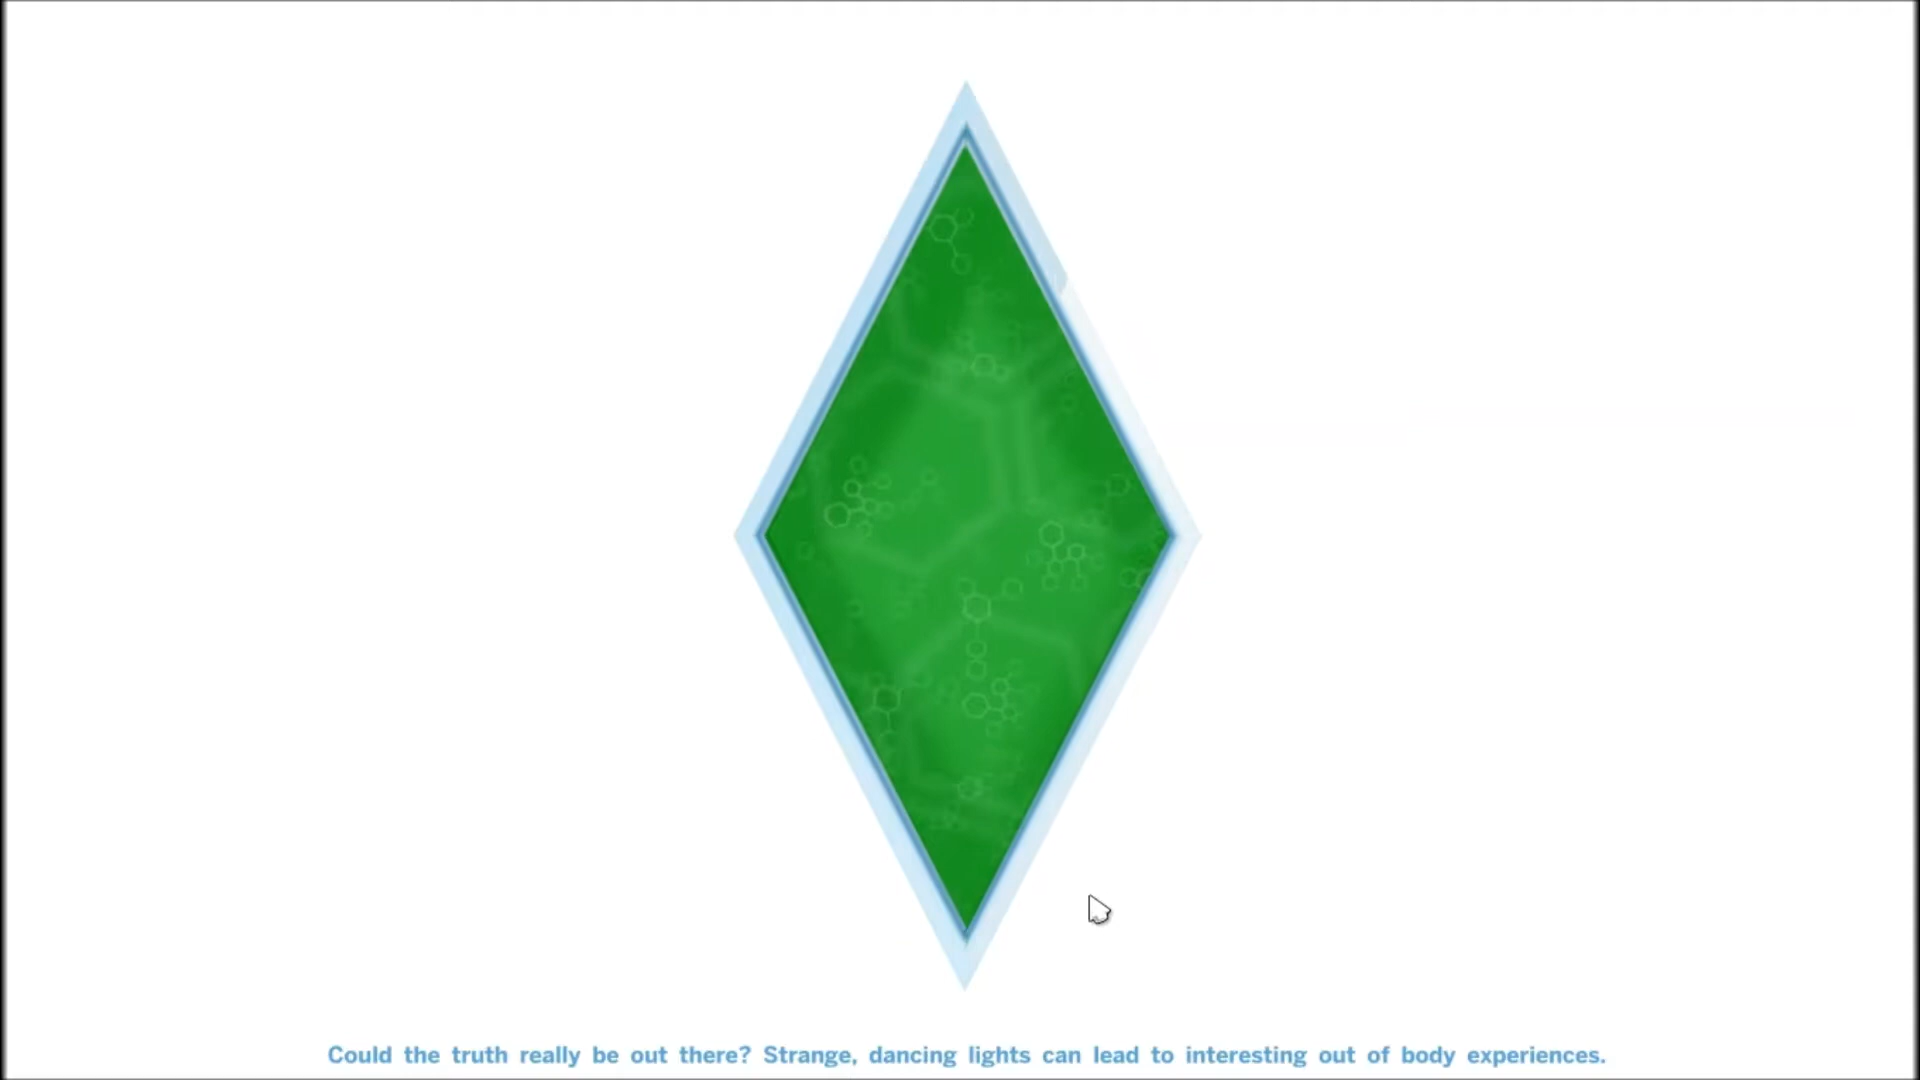 Could the truth really be out there? Strange, dancing lights can lead to interesting out of body experiences.